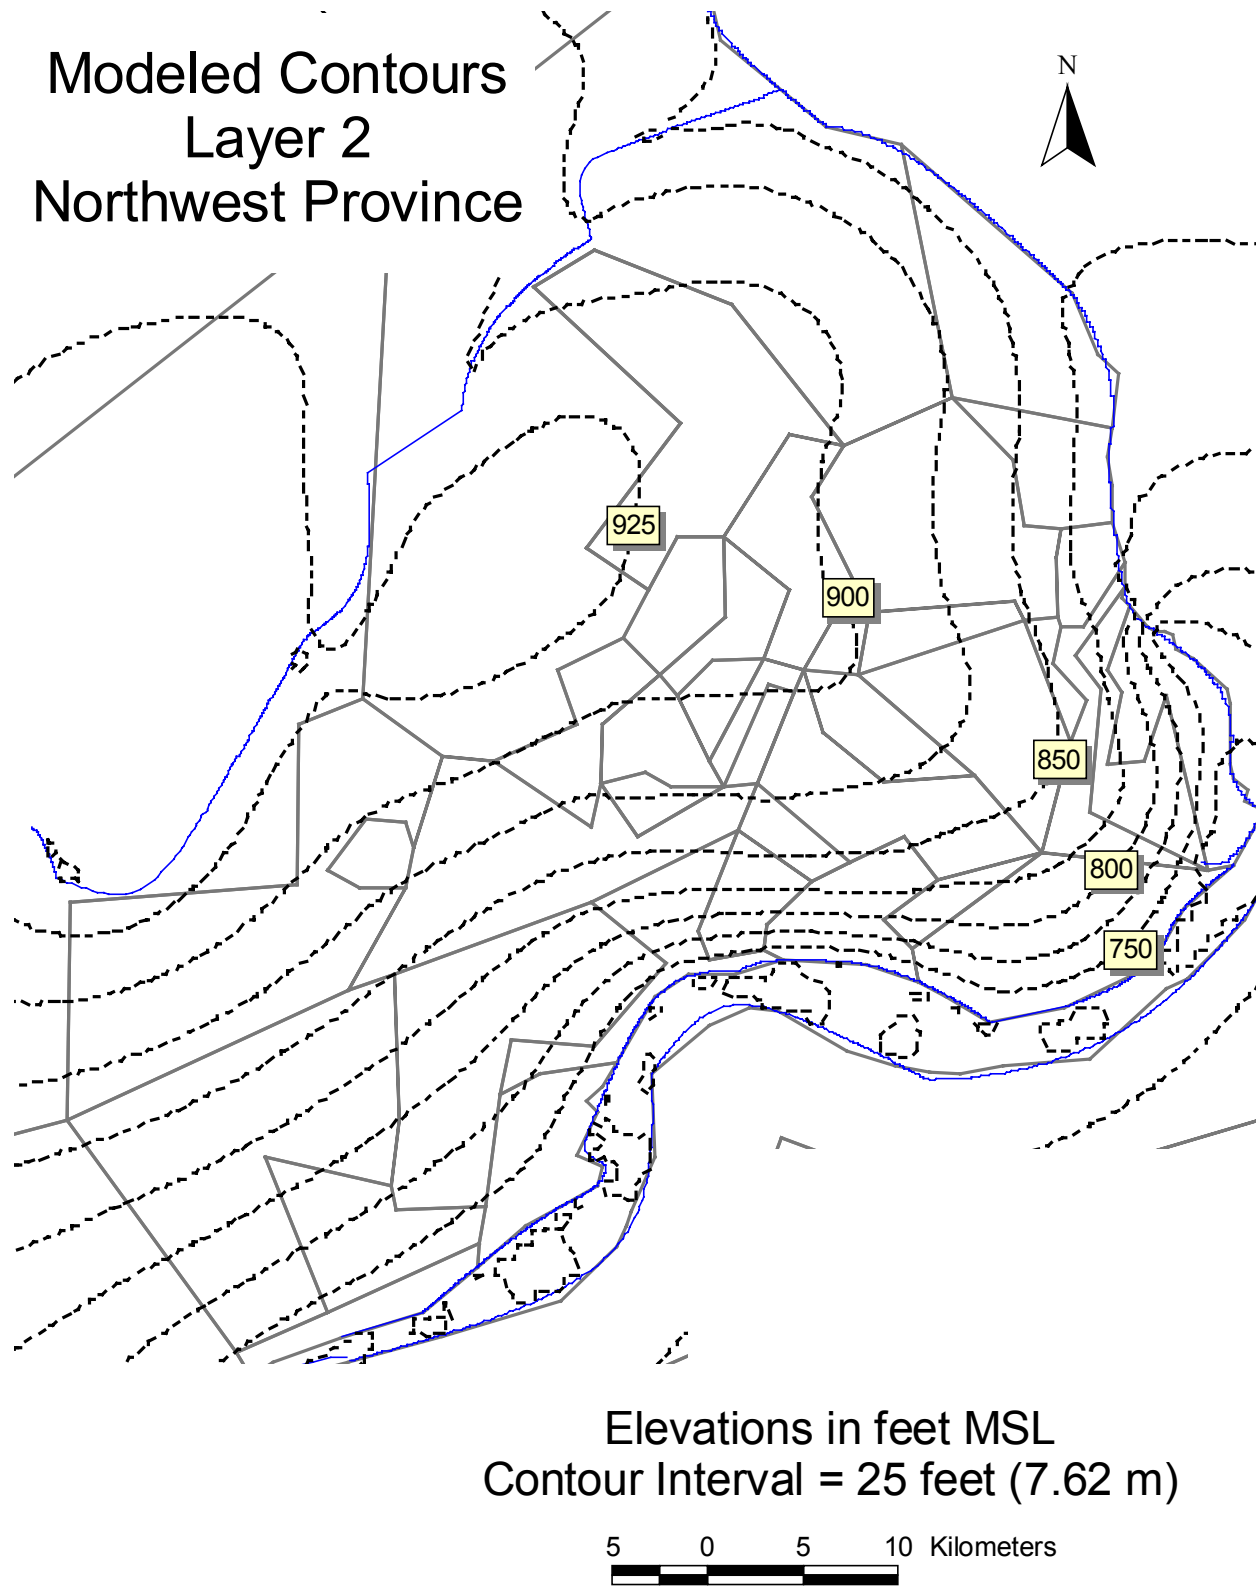 Modeled Contours
Layer 2
Northwest Province
N
925
900
850
800
750
Elevations in feet MSL
Contour Interval = 25 feet (7.62 m)
5 0 5 10 Kilometers